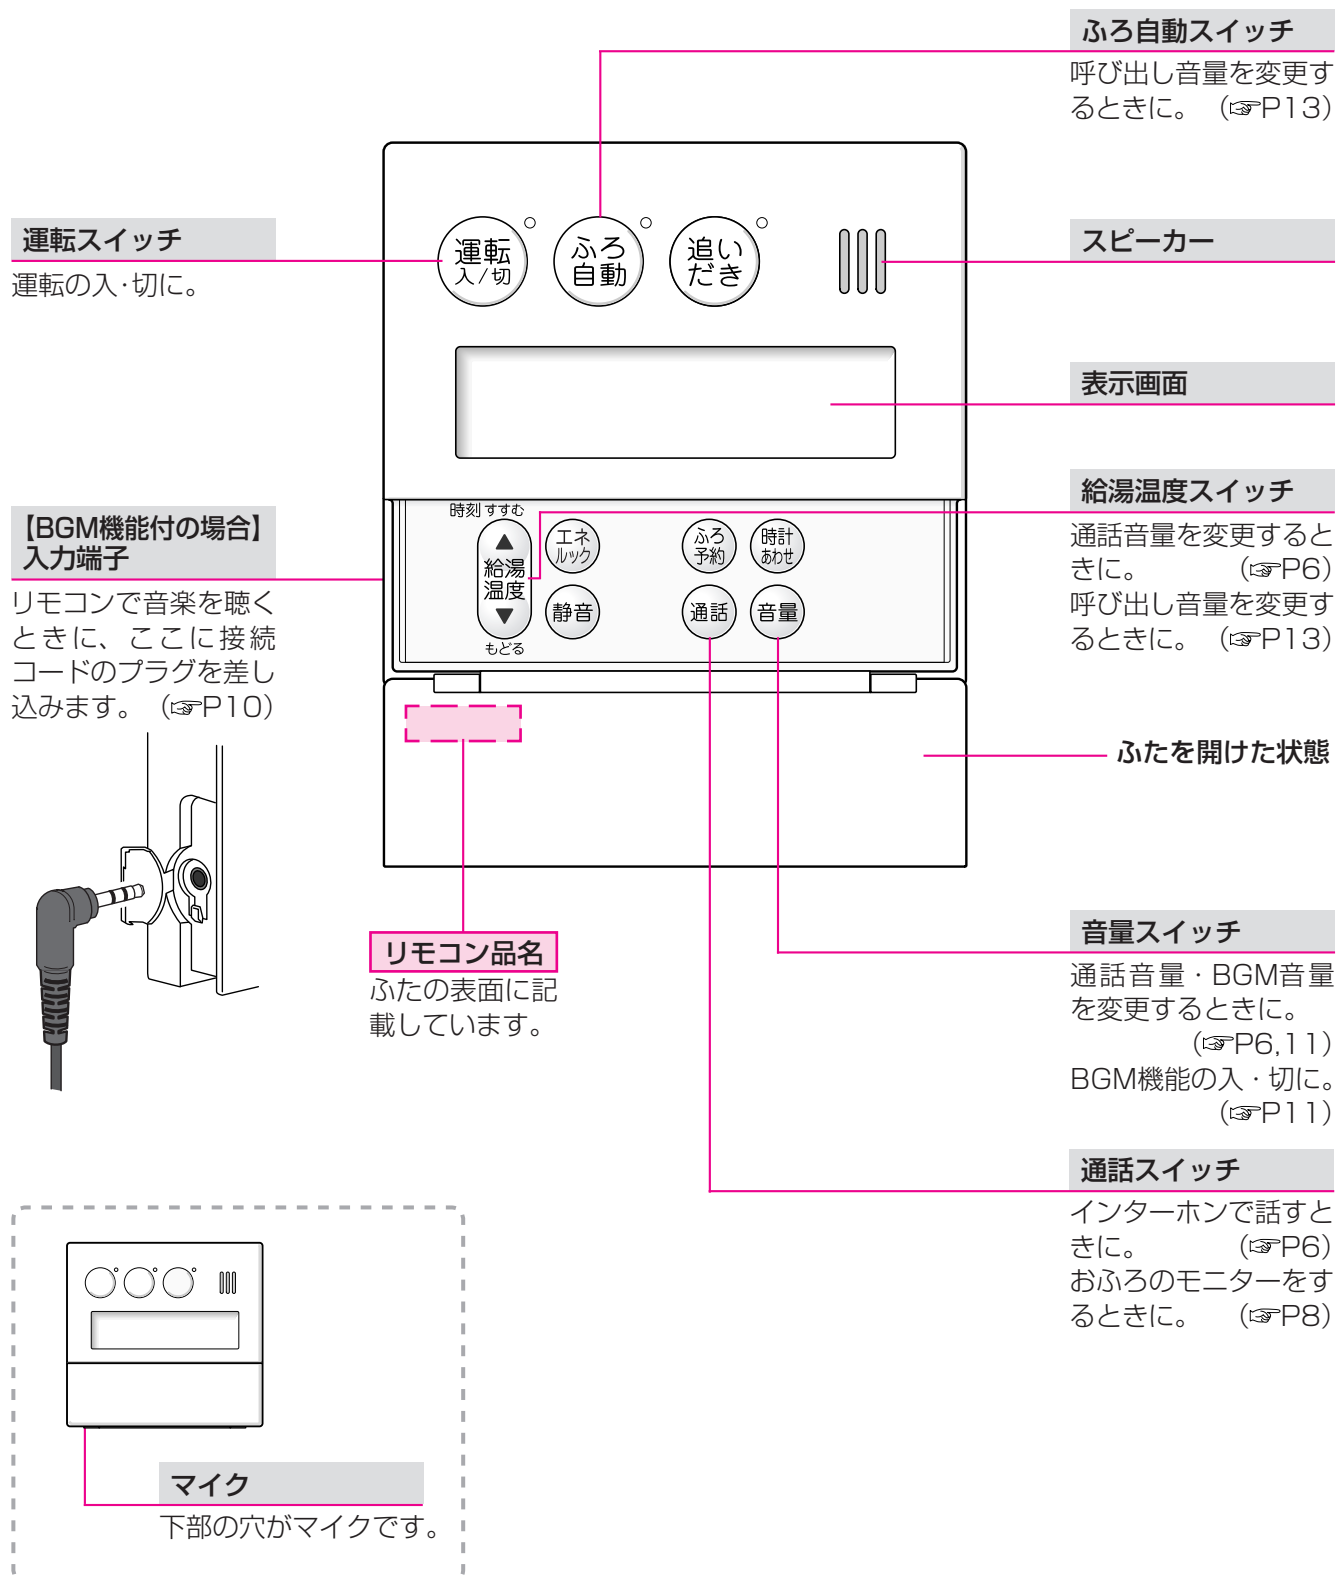 ふろ自動スイッチ
呼び出し音量を変更す
るときに。（☞P13）
運転スイッチ
運転の入・切に。
運転
入/切
ふろ
自動
追い
だき
スピーカー
表示画面
【BGM機能付の場合】
入力端子
リモコンで音楽を聴く
ときに、ここに接続
コードのプラグを差し
込みます。（☞P10）
時刻 すすむ
▲
給湯
温度
▼
もどる
エネ
ルック
静音
ふろ
予約
時計
あわせ
通話
音量
給湯温度スイッチ
通話音量を変更すると
きに。（☞P6）
呼び出し音量を変更す
るときに。（☞P13）
ふたを開けた状態
リモコン品名
ふたの表面に記
載しています。
音量スイッチ
通話音量・BGM音量
を変更するときに。
（☞P6,11）
BGM機能の入・切に。
（☞P11）
通話スイッチ
インターホンで話すと
きに。（☞P6）
おふろのモニターをす
るときに。（☞P8）
マイク
下部の穴がマイクです。